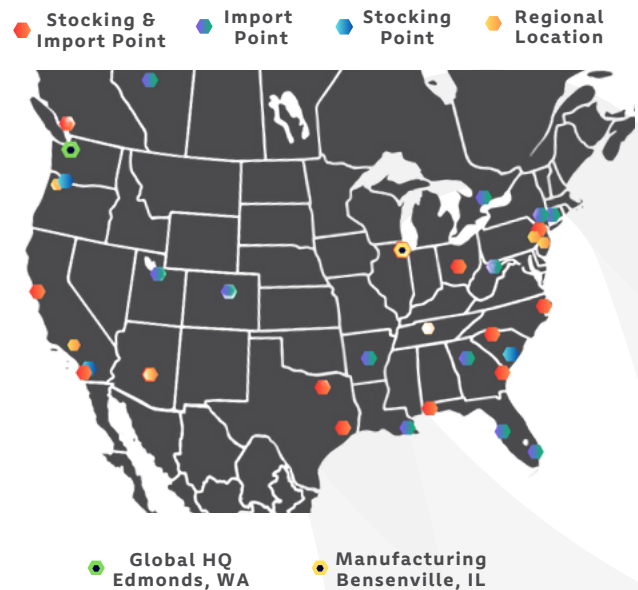 Stocking &
Import Point
Import
Point
Stocking
Point
Regional
Location
Global HQ
Edmonds, WA
Manufacturing
Bensenville, IL